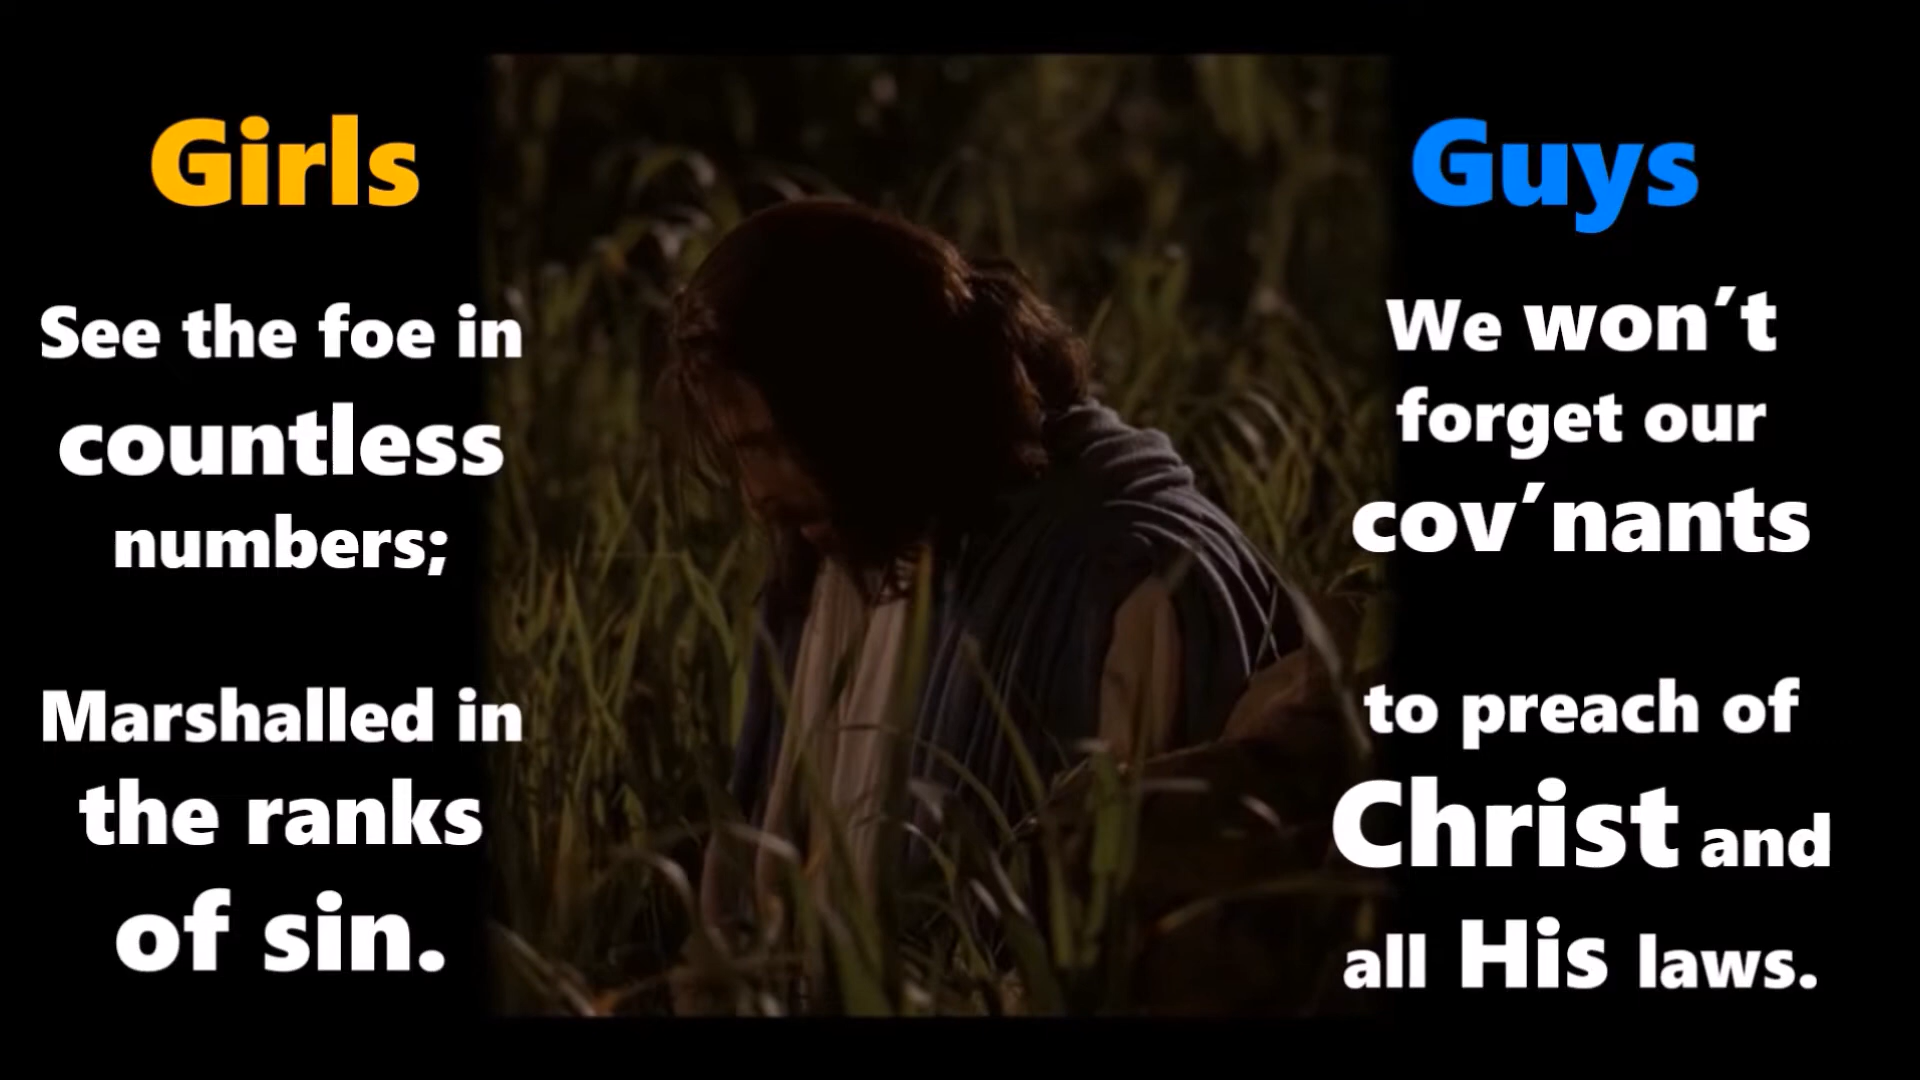 Girls
See the foe in
countless
numbers;
Marshalled in
the ranks
of sin.
Guys
We won’t
forget our
cov’nants
to preach of
Christ and
all His laws.